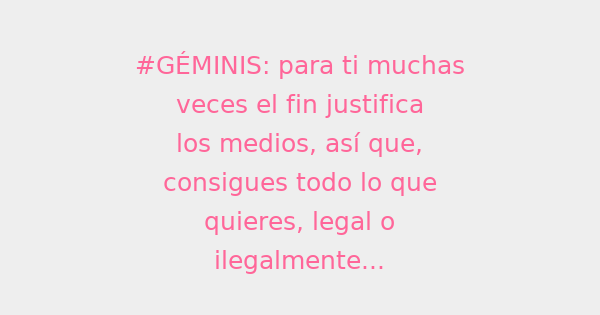 #GÉMINIS: para ti muchas
veces el fin justifica
los medios, así que,
consigues todo lo que
quieres, legal o
ilegalmente...